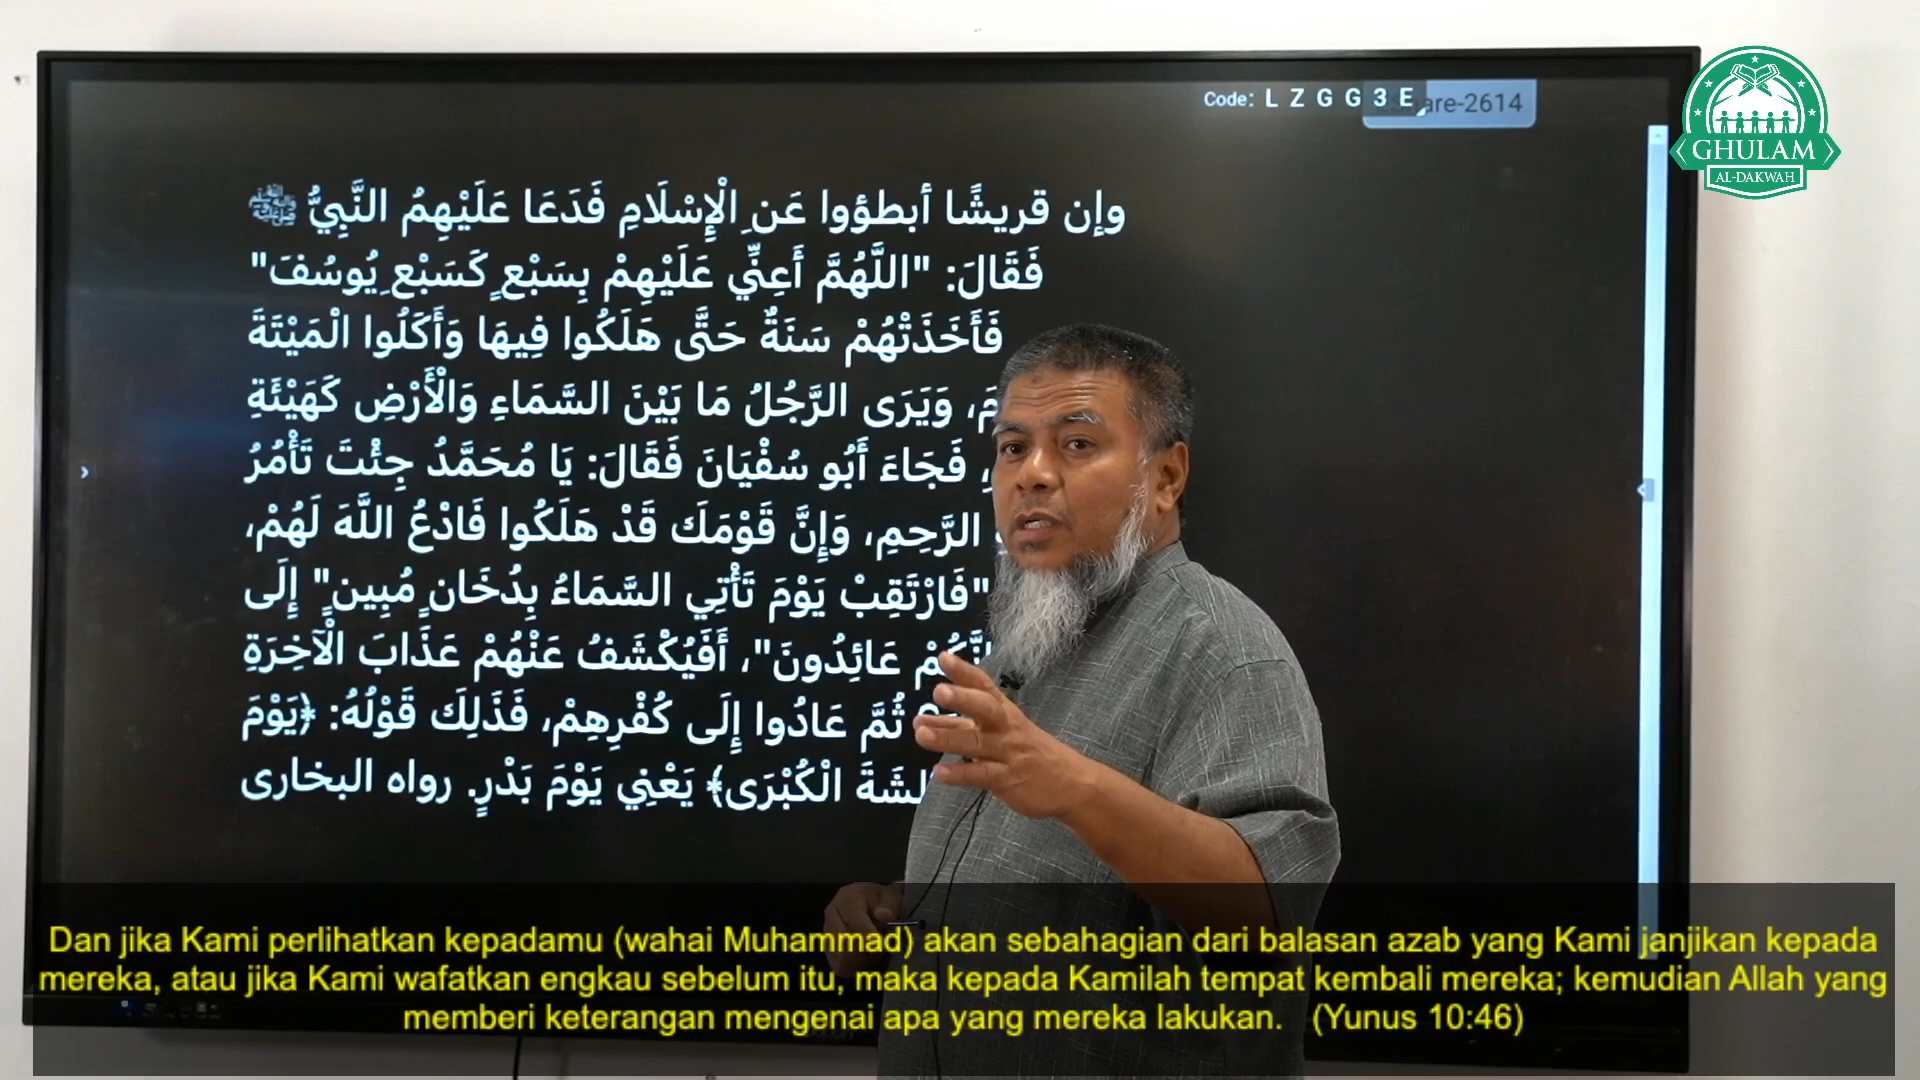 Code: L Z G G 3 E
are-2614
GHULAM
AL-DAKWAH
وإن قريشًا أبطؤوا عَنِ الْإِسْلَامِ فَدَعَا عَلَيْهِمُ النَّبِيُّ ﷺ
فَقَالَ: "اللَّهُمَّ أَعِنِّي عَلَيْهِمْ بِسَبْعٍ كَسَبْعِ يُوسُفَ"
فَأَخَذَتْهُمْ سَنَةٌ حَتَّى هَلَكُوا فِيهَا وَأَكَلُوا الْمَيْتَةَ
وَيَرَى الرَّجُلُ مَا بَيْنَ السَّمَاءِ وَالْأَرْضِ كَهَيْئَةِ
فَجَاءَ أَبُو سُفْيَانَ فَقَالَ: يَا مُحَمَّدُ جِئْتَ تَأْمُرُ
الرَّحِمِ، وَإِنَّ قَوْمَكَ قَدْ هَلَكُوا فَادْعُ اللَّهَ لَهُمْ،
"فَارْتَقِبْ يَوْمَ تَأْتِي السَّمَاءُ بِدُخَانٍ مُبِينٍ" إِلَى
عَائِدُونَ"، أَفَيُكْشَفُ عَنْهُمْ عَذَابَ الْآخِرَةِ
ثُمَّ عَادُوا إِلَى كُفْرِهِمْ، فَذَلِكَ قَوْلُهُ: ﴿يَوْمَ
الْكُبْرَى﴾ يَعْنِي يَوْمَ بَدْرٍ. رواه البخارى
Dan jika Kami perlihatkan kepadamu (wahai Muhammad) akan sebahagian dari balasan azab yang Kami janjikan kepada
mereka, atau jika Kami wafatkan engkau sebelum itu, maka kepada Kamilah tempat kembali mereka; kemudian Allah yang
memberi keterangan mengenai apa yang mereka lakukan. (Yunus 10:46)